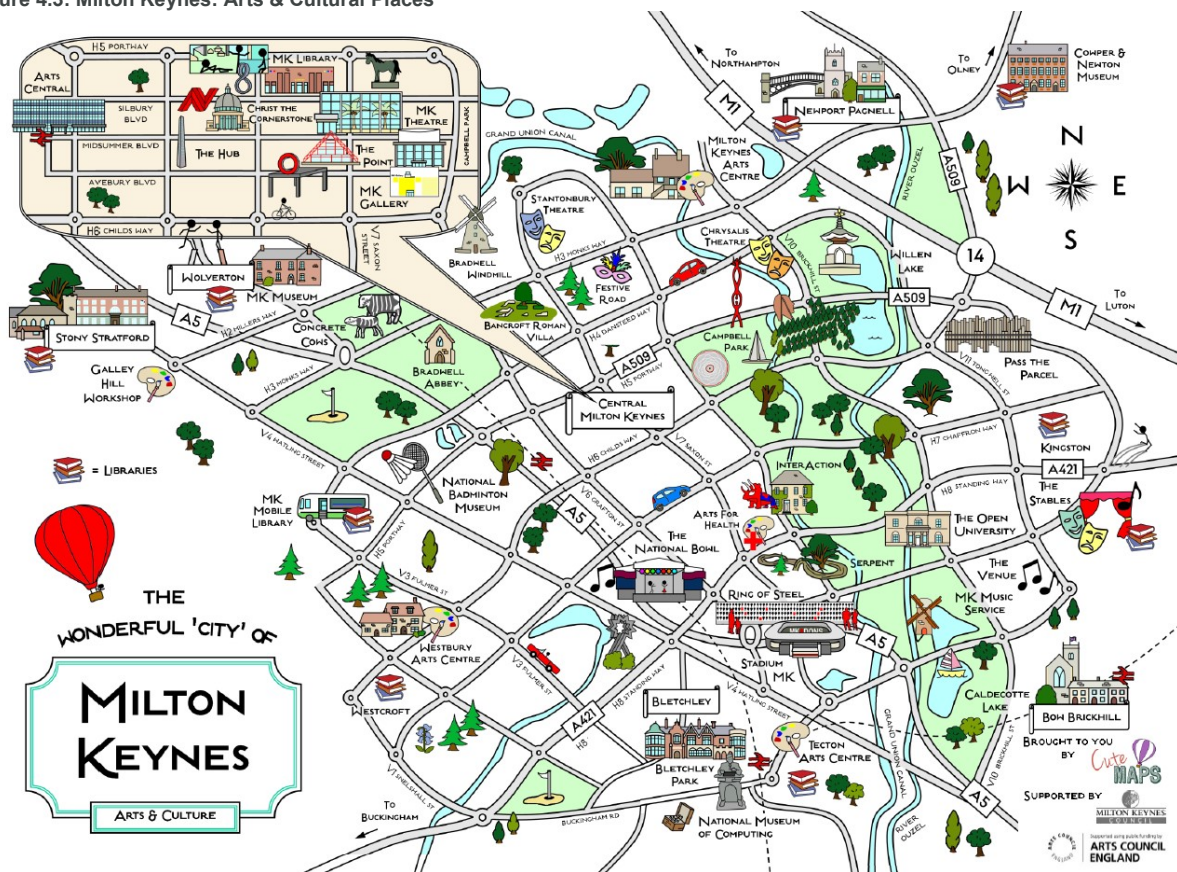 ure 4.3: Milton Keynes: Arts & Cultural Places
H5 PORTWAY
ARTS
CENTRAL
MK LIBRARY
SILBURY
BLVD
CHRIST THE
CORNERSTONE
MK
THEATRE
CAMPBELL PARK
MIDSUMMER BLVD
THE HUB
THE
POINT
AVEBURY BLVD
MK
GALLERY
H6 CHILDS WAY
V7 SAXON
STREET
TO
NORTHAMPTON
M1
NEWPORT PAGNELL
TO
OLNEY
COWPER &
NEWTON
MUSEUM
N
W
E
S
GRAND UNION CANAL
MILTON
KEYNES
ARTS
CENTRE
RIVER OUZEL
A509
STANTONBURY
THEATRE
BRADWELL
WINDMILL
H3 MONKS WAY
CHRYSALIS
THEATRE
V10 BRICKHILL ST
WILLEN
LAKE
14
A509
M1
TO
LUTON
WOLVERTON
MK MUSEUM
FESTIVE
ROAD
STONY STRATFORD
A5
H2 MILLERS WAY
CONCRETE
COWS
BANCROFT ROMAN
VILLA
H4 DANSTEED WAY
A509
H5 PORTWAY
CAMPBELL
PARK
PASS THE
PARCEL
V11 TONGWELL ST
GALLEY
HILL
WORKSHOP
H3 MONKS WAY
BRADWELL
ABBEY
CENTRAL
MILTON KEYNES
V4 WATLING STREET
H6 CHILDS WAY
V7 SAXON ST
H7 CHAFFRON WAY
KINGSTON
A421
= LIBRARIES
NATIONAL
BADMINTON
MUSEUM
V6 GRAFTON ST
INTERACTION
H8 STANDING WAY
THE
STABLES
MK
MOBILE
LIBRARY
H5 PORTWAY
A5
ARTS FOR
HEALTH
THE OPEN
UNIVERSITY
THE
NATIONAL BOWL
SERPENT
THE
VENUE
V3 FULMER ST
RING OF STEEL
MK MUSIC
SERVICE
THE
WONDERFUL 'CITY' OF
MILTON
KEYNES
ARTS & CULTURE
WESTBURY
ARTS CENTRE
V3 FULMER ST
STADIUM
MK
A5
WESTCROFT
A421
H8 STANDING WAY
H8
V4 WATLING STREET
CALDECOTTE
LAKE
BLETCHLEY
BOW BRICKHILL
V1 SNELSHALL ST
BLETCHLEY
PARK
TECTON
ARTS CENTRE
GRAND UNION CANAL
V10 BRICKHILL ST
A5
TO
BUCKINGHAM
BUCKINGHAM RD
NATIONAL MUSEUM
OF COMPUTING
RIVER
OUZEL
BROUGHT TO YOU
BY
Cute
MAPS
SUPPORTED BY
MILTON KEYNES
COUNCIL
ARTS COUNCIL
ENGLAND
Supported using public funding by
ARTS COUNCIL
ENGLAND